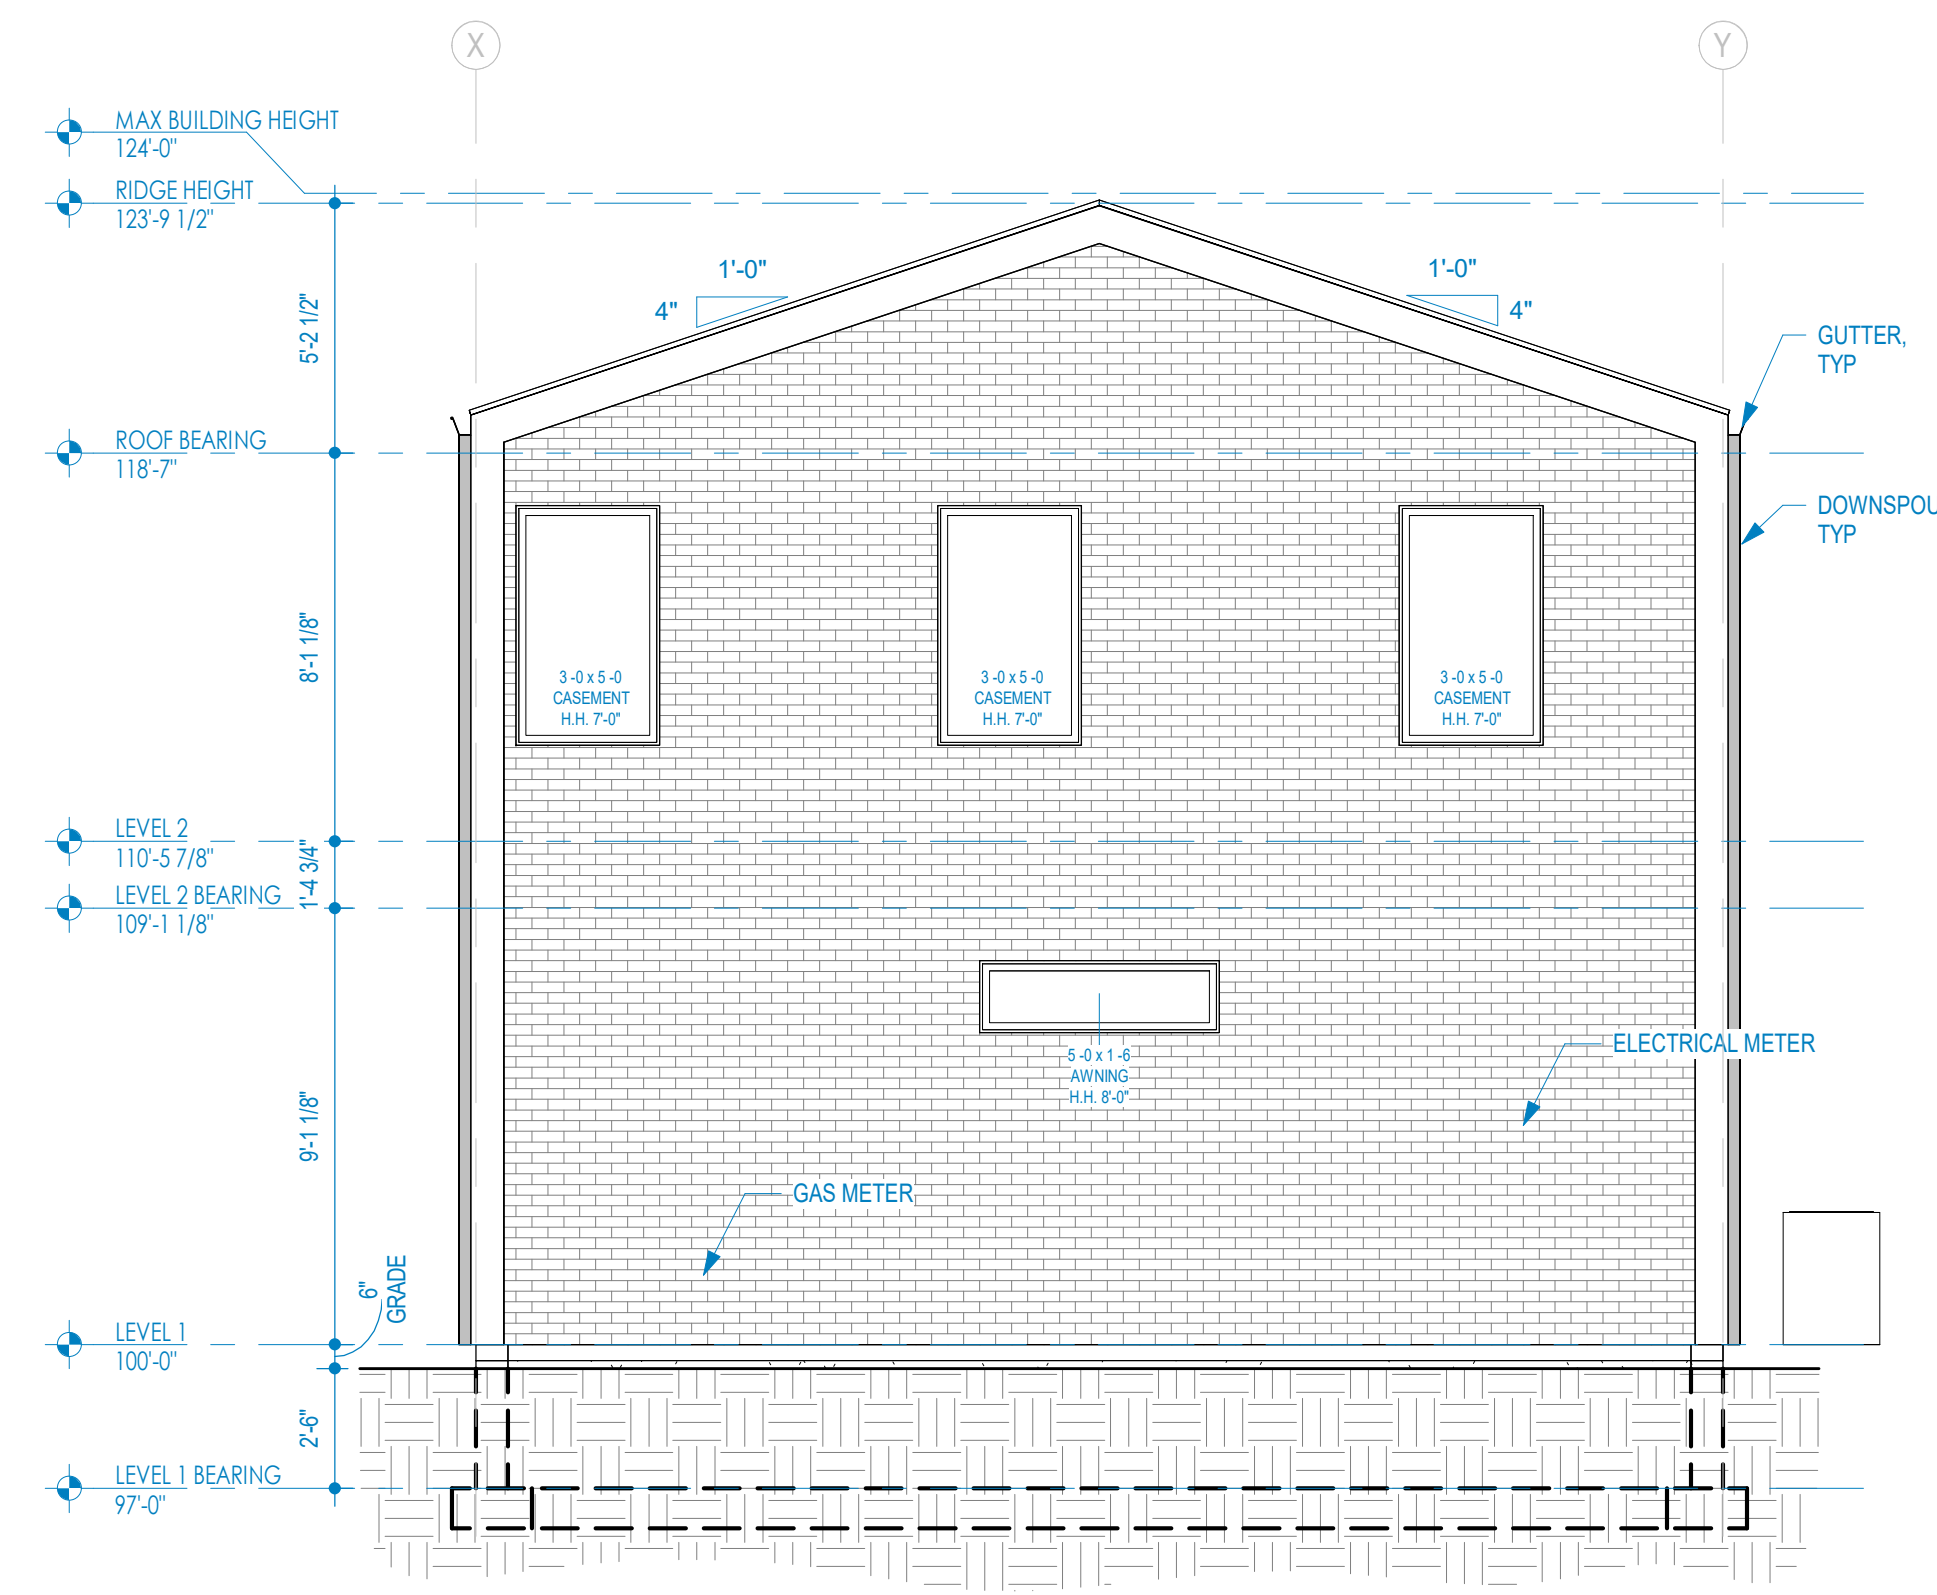 X
Y
MAX BUILDING HEIGHT
124'-0"
RIDGE HEIGHT
123'-9 1/2"
1'-0"
4"
1'-0"
4"
5'-2 1/2"
GUTTER,
TYP
ROOF BEARING
118'-7"
DOWNSPOU
TYP
8'-1 1/8"
3 -0 x 5 -0
CASEMENT
H.H. 7'-0"
3 -0 x 5 -0
CASEMENT
H.H. 7'-0"
3 -0 x 5 -0
CASEMENT
H.H. 7'-0"
LEVEL 2
110'-5 7/8"
1'-4 3/4"
LEVEL 2 BEARING
109'-1 1/8"
5 -0 x 1 -6
AWNING
H.H. 8'-0"
ELECTRICAL METER
9'-1 1/8"
GAS METER
6"
GRADE
LEVEL 1
100'-0"
2'-6"
LEVEL 1 BEARING
97'-0"